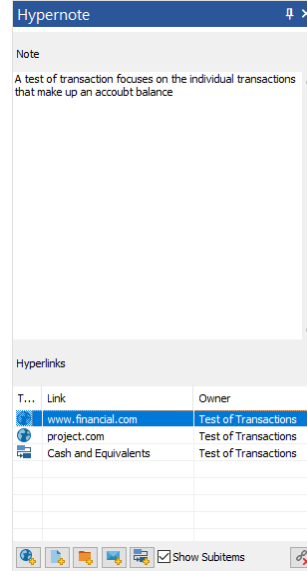 Hypernote
Note
A test of transaction focuses on the individual transactions
that make up an accoubt balance
Hyperlinks
T... Link Owner
www.financial.com Test of Transactions
project.com Test of Transactions
Cash and Equivalents Test of Transactions
Show Subitems